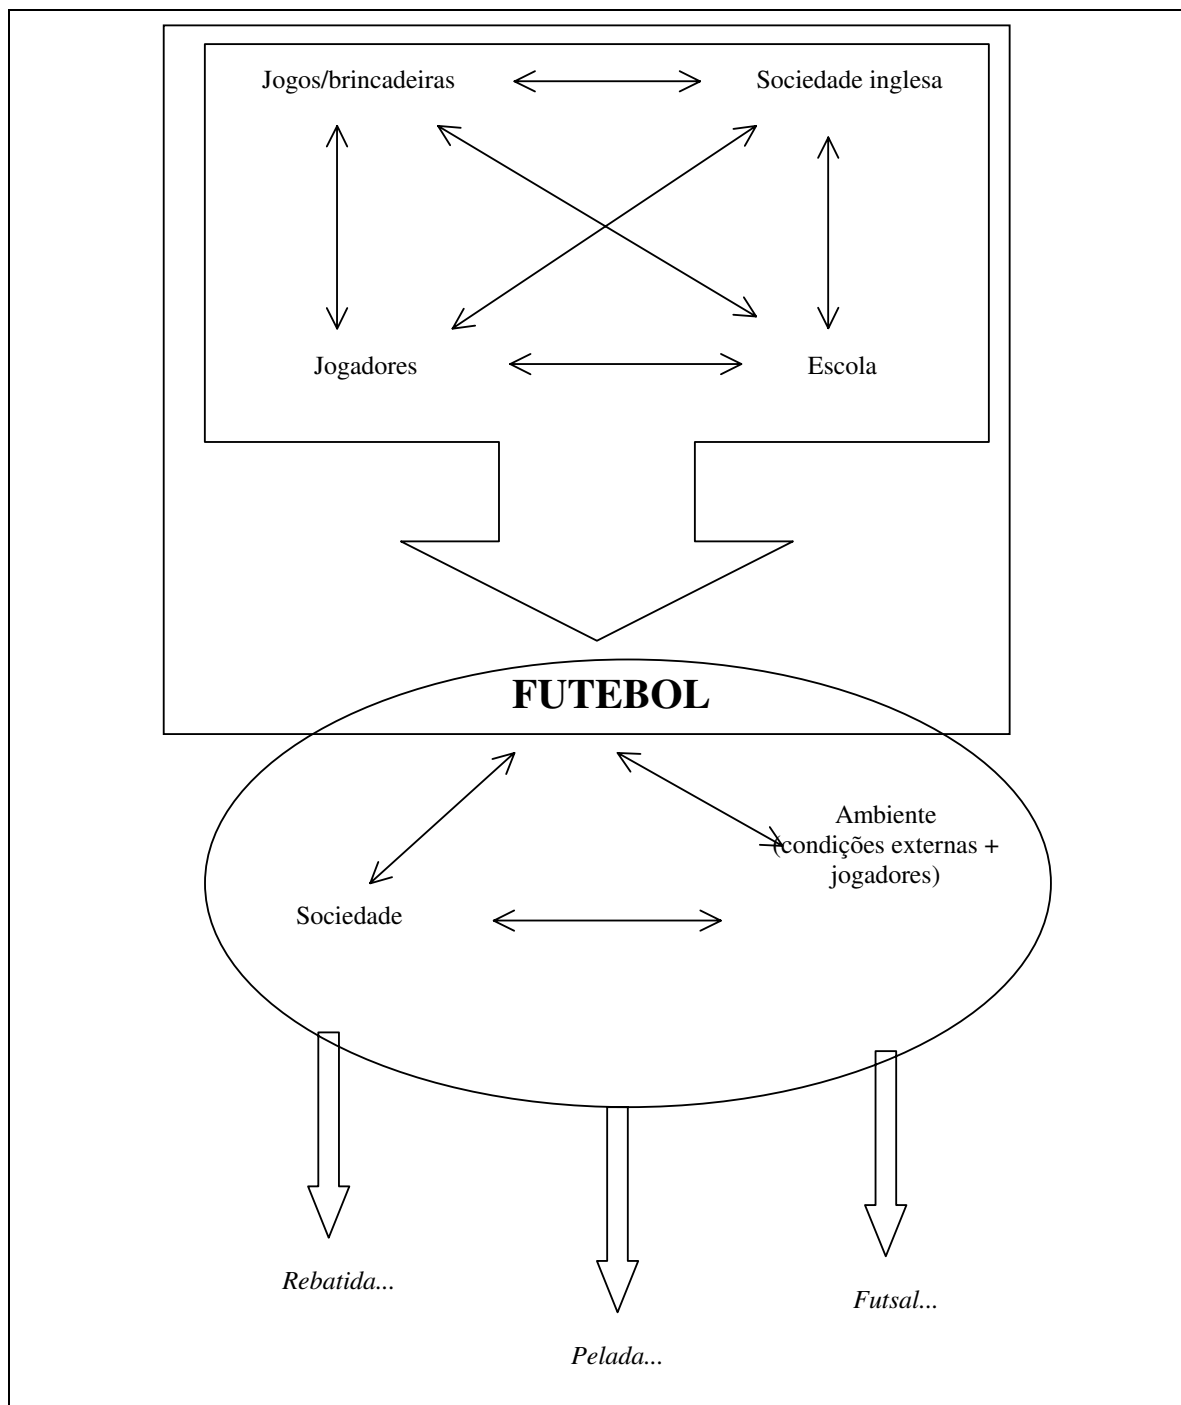 Jogos/brincadeiras
Sociedade inglesa
Jogadores
Escola
FUTEBOL
Ambiente
(condições externas +
jogadores)
Sociedade
Rebatida...
Futsal...
Pelada...